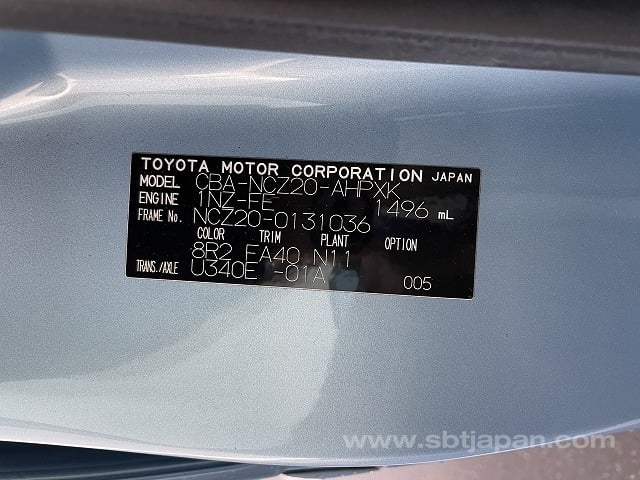 TOYOTA MOTOR CORPORATION JAPAN
MODEL CBA-NCZ20-AHPXK
ENGINE 1NZ-FE 1496 mL
FRAME No. NCZ20-0131036
COLOR TRIM PLANT OPTION
8R2 FA40 N11
TRANS./AXLE U340E -01A 005
www.sbtjapan.com